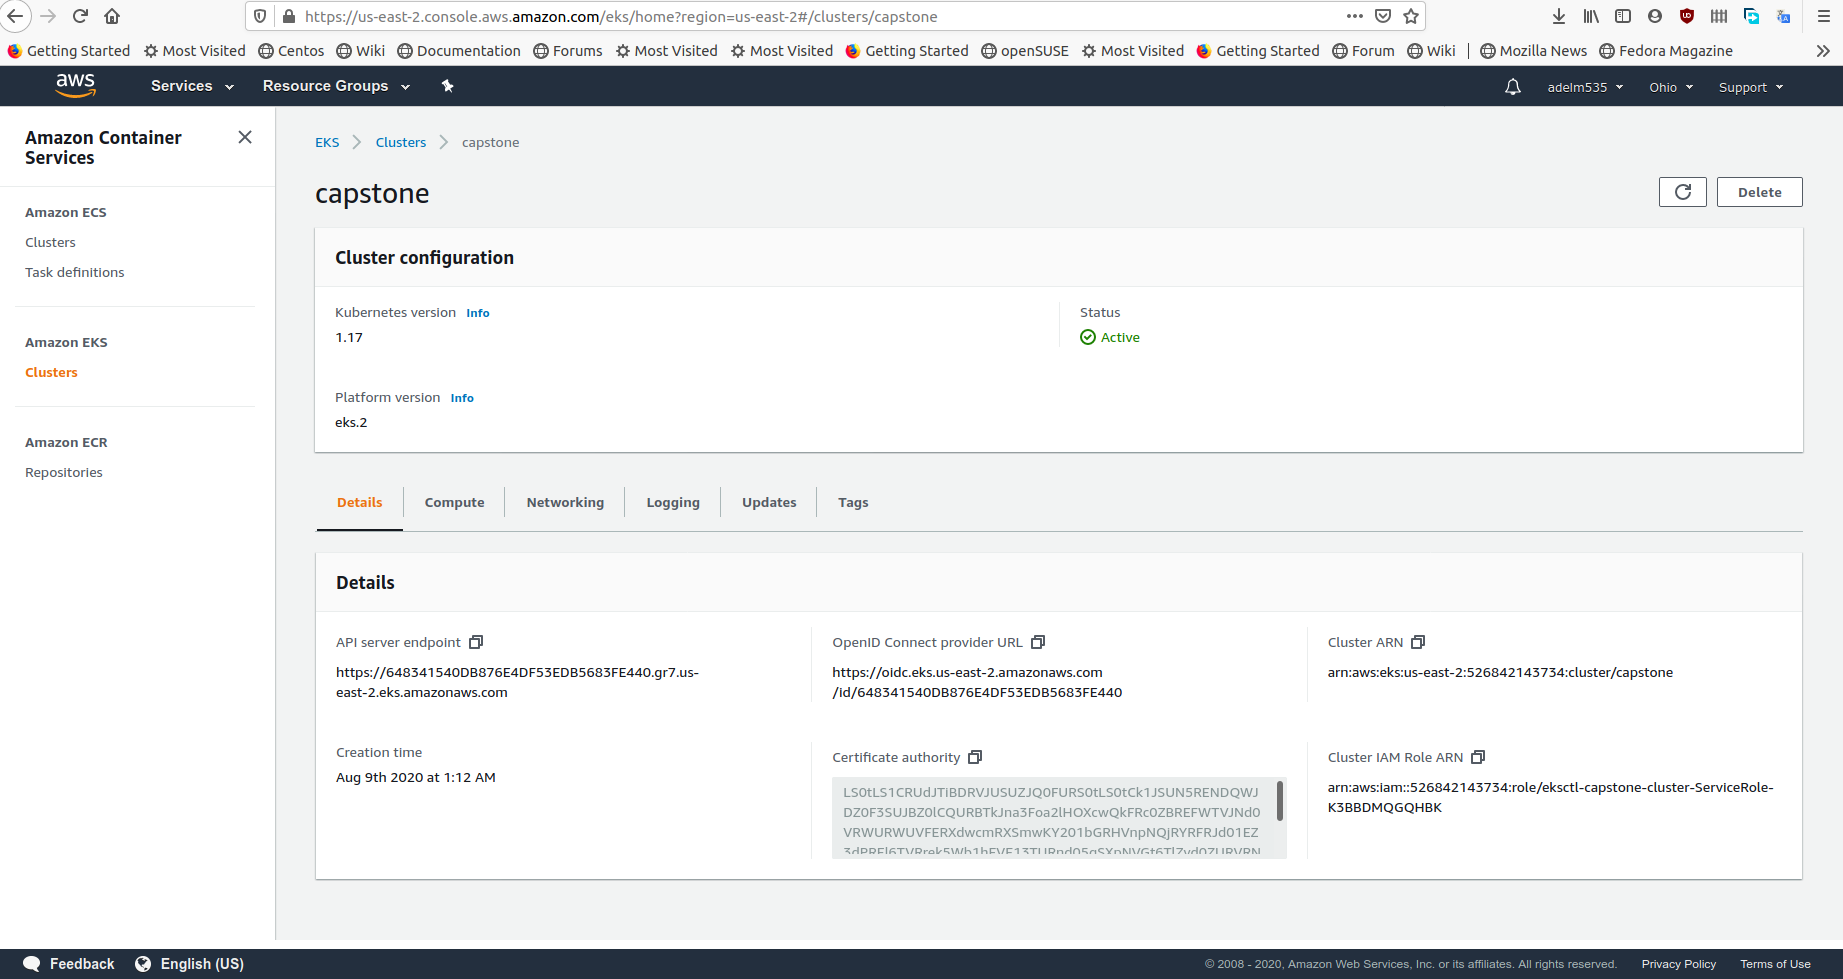 https://us-east-2.console.aws.amazon.com/eks/home?region=us-east-2#/clusters/capstone
Getting Started Most Visited Centos Wiki Documentation Forums Most Visited Most Visited Getting Started openSUSE Most Visited Getting Started Forum Wiki Mozilla News Fedora Magazine
aws Services Resource Groups adelm535 Ohio Support
Amazon Container
Services
Amazon ECS
Clusters
Task definitions
Amazon EKS
Clusters
Amazon ECR
Repositories
EKS Clusters capstone
capstone
Delete
Cluster configuration
Kubernetes version Info
1.17
Status
Active
Platform version Info
eks.2
Details Compute Networking Logging Updates Tags
Details
API server endpoint
https://648341540DB876E4DF53EDB5683FE440.gr7.us-
east-2.eks.amazonaws.com
OpenID Connect provider URL
https://oidc.eks.us-east-2.amazonaws.com
/id/648341540DB876E4DF53EDB5683FE440
Cluster ARN
arn:aws:eks:us-east-2:526842143734:cluster/capstone
Creation time
Aug 9th 2020 at 1:12 AM
Certificate authority
Cluster IAM Role ARN
arn:aws:iam::526842143734:role/eksctl-capstone-cluster-ServiceRole-
K3BBDMQGQHBK
Feedback English (US)
© 2008 - 2020, Amazon Web Services, Inc. or its affiliates. All rights reserved. Privacy Policy Terms of Use